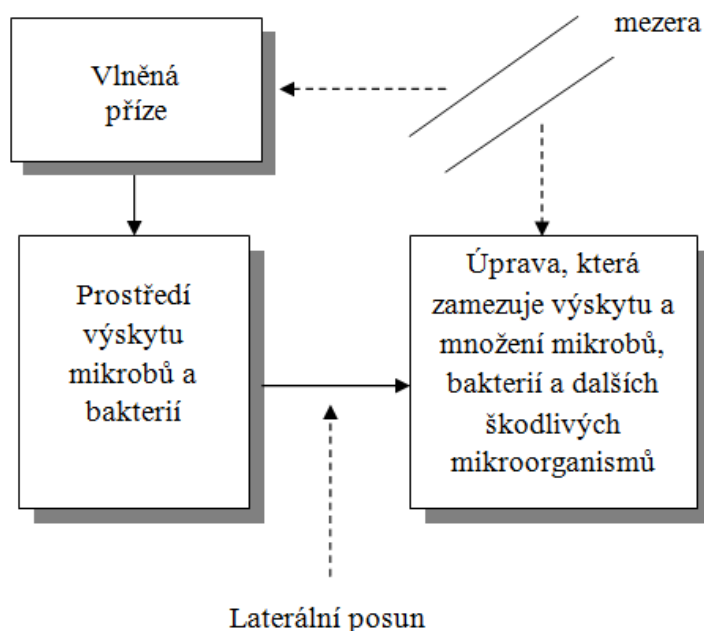 mezera
Vlněná
příze
Prostředí
výskytu
mikrobů a
bakterií
Úprava, která
zamezuje výskytu a
množení mikrobů,
bakterií a dalších
škodlivých
mikroorganismů
Laterální posun